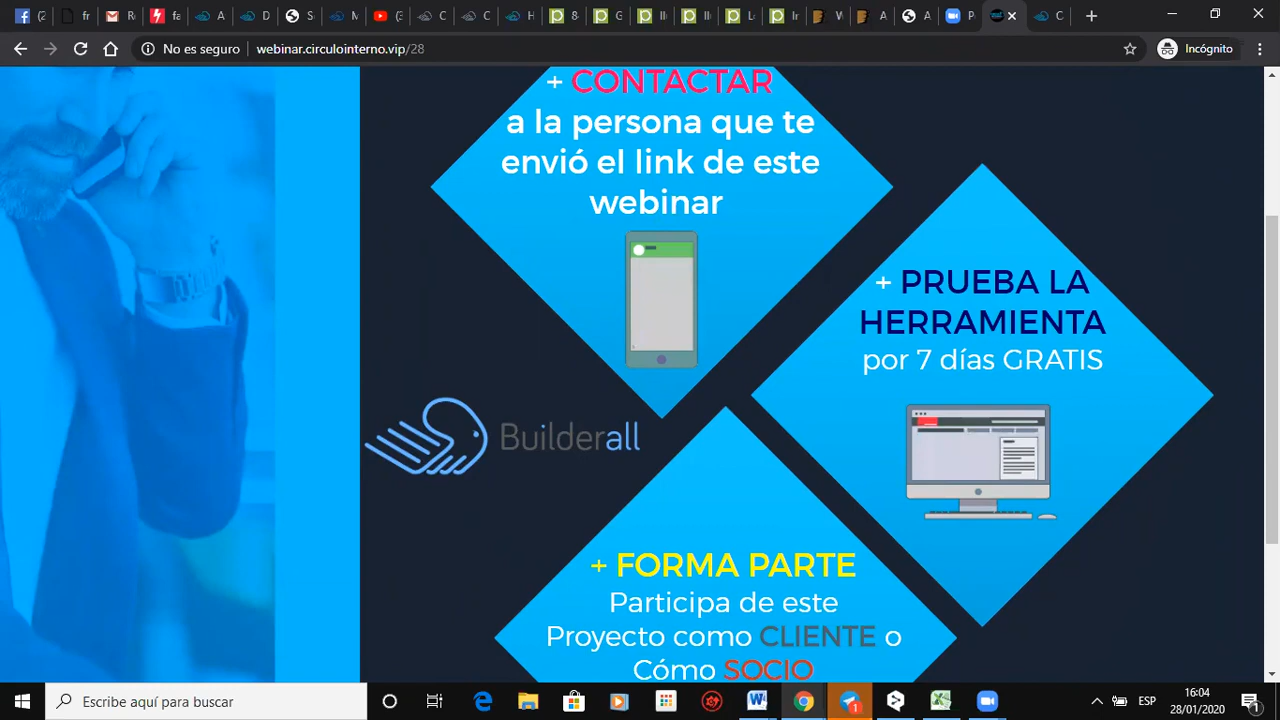 No es seguro
webinar.circulointerno.vip/28
Incógnito
+ CONTACTAR
a la persona que te
envió el link de este
webinar
+ PRUEBA LA
HERRAMIENTA
por 7 días GRATIS
Builderall
+ FORMA PARTE
Participa de este
Proyecto como CLIENTE o
Cómo SOCIO
Escribe aquí para buscar
ESP
16:04
28/01/2020